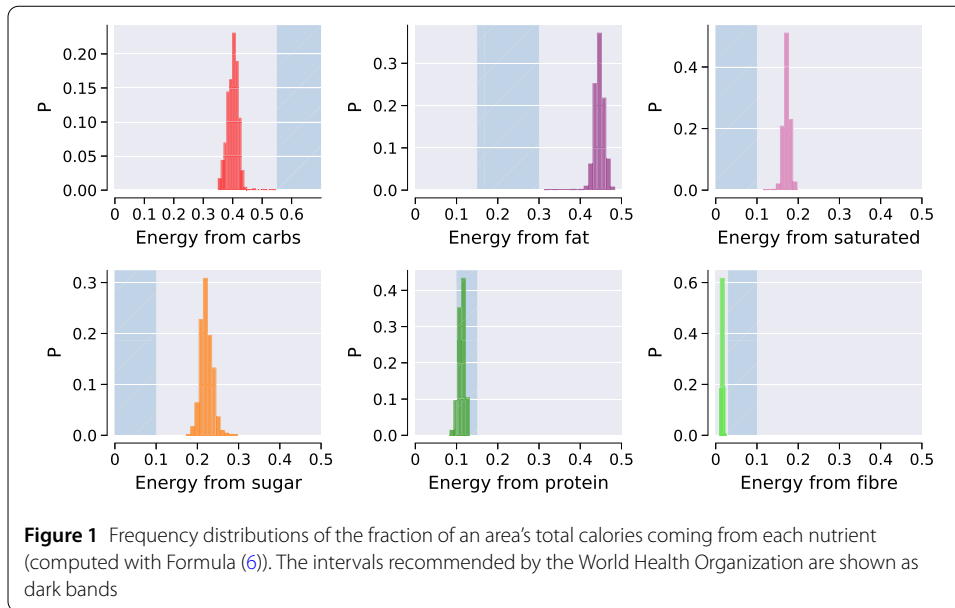 P
0.20
0.15
0.10
0.05
0.00
0 0.1 0.2 0.3 0.4 0.5 0.6
Energy from carbs
P
0.3
0.2
0.1
0.0
0 0.1 0.2 0.3 0.4 0.5
Energy from fat
P
0.4
0.2
0.0
0 0.1 0.2 0.3 0.4 0.5
Energy from saturated
P
0.3
0.2
0.1
0.0
0 0.1 0.2 0.3 0.4 0.5
Energy from sugar
P
0.4
0.3
0.2
0.1
0.0
0 0.1 0.2 0.3 0.4 0.5
Energy from protein
P
0.6
0.4
0.2
0.0
0 0.1 0.2 0.3 0.4 0.5
Energy from fibre
Figure 1 Frequency distributions of the fraction of an area's total calories coming from each nutrient
(computed with Formula (6)). The intervals recommended by the World Health Organization are shown as
dark bands